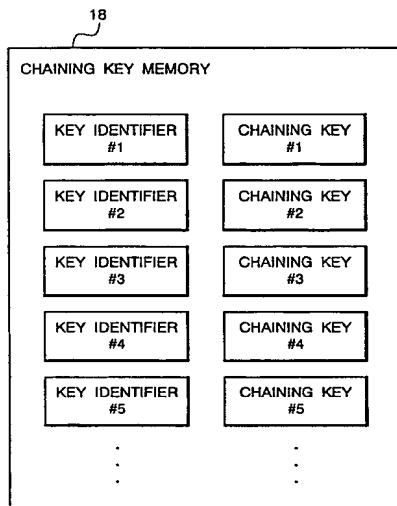 18
CHAINING KEY MEMORY
KEY IDENTIFIER
#1
CHAINING KEY
#1
KEY IDENTIFIER
#2
CHAINING KEY
#2
KEY IDENTIFIER
#3
CHAINING KEY
#3
KEY IDENTIFIER
#4
CHAINING KEY
#4
KEY IDENTIFIER
#5
CHAINING KEY
#5